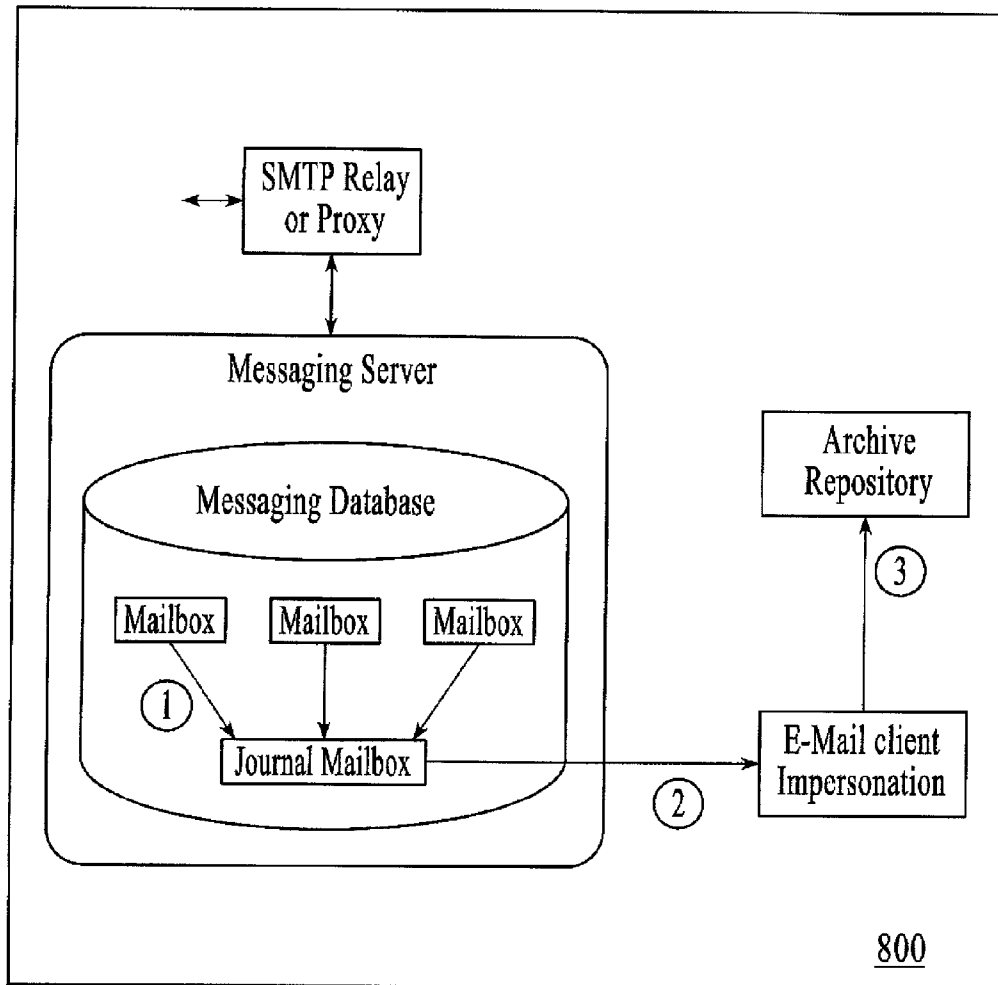 SMTP Relay
or Proxy
Messaging Server
Messaging Database
Mailbox
Mailbox
Mailbox
1
Journal Mailbox
2
E-Mail client
Impersonation
3
Archive
Repository
800